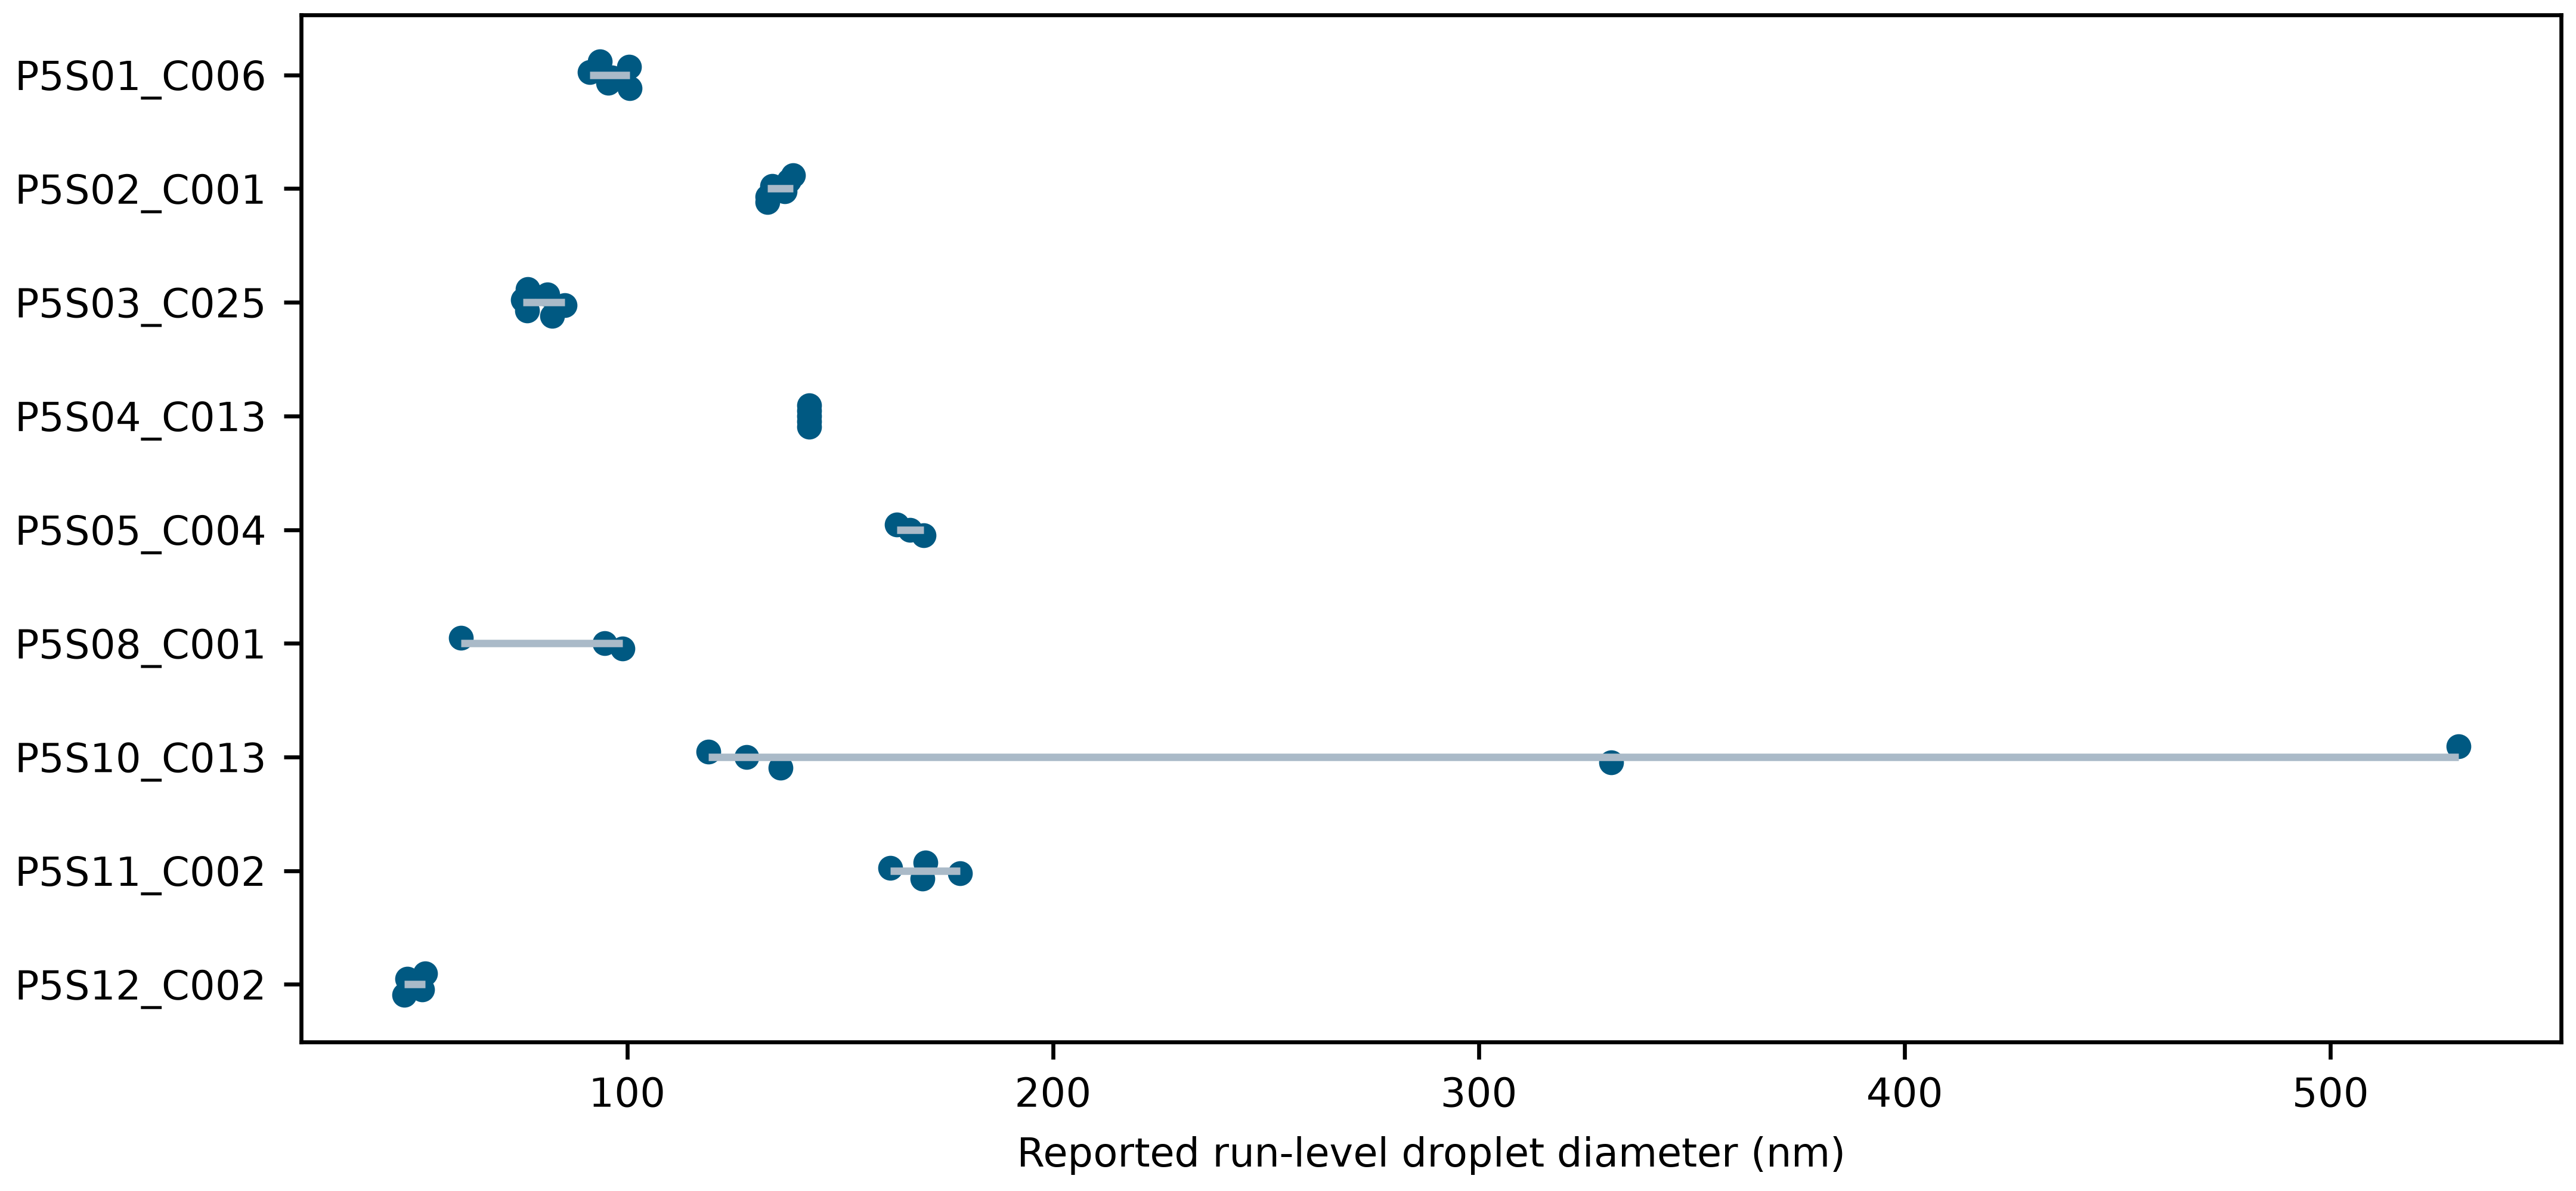 P5S01_C006
P5S02_C001
P5S03_C025
P5S04_C013
P5S05_C004
P5S08_C001
P5S10_C013
P5S11_C002
P5S12_C002
100 200 300 400 500
Reported run-level droplet diameter (nm)